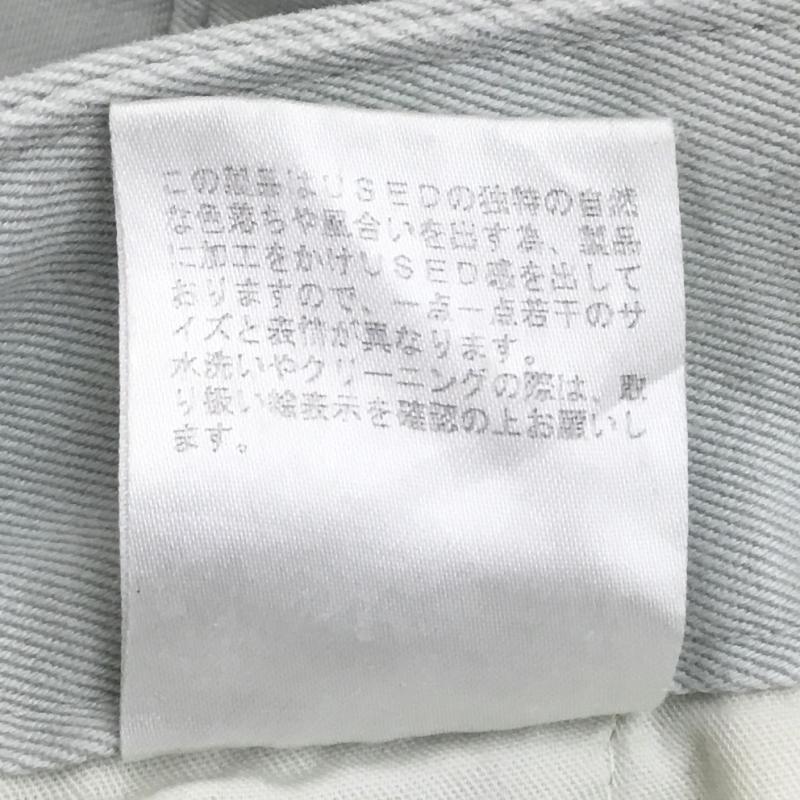 この製品はＵＳＥＤの独特の自然
な色落ちや風合いを出す為、製品
に加工をかけＵＳＥＤ感を出して
おりますので、一点一点若干のサ
イズと表情が異なります。
水洗いやクリーニングの際は、取
り扱い絵表示を確認の上お願いし
ます。